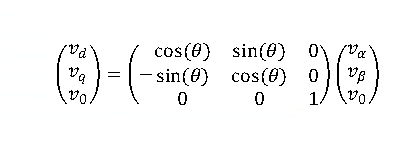 (v_d) = ( cos(θ) sin(θ) 0) (v_α)
(v_q) = (−sin(θ) cos(θ) 0) (v_β)
(v_0) = ( 0 0 1) (v_0)